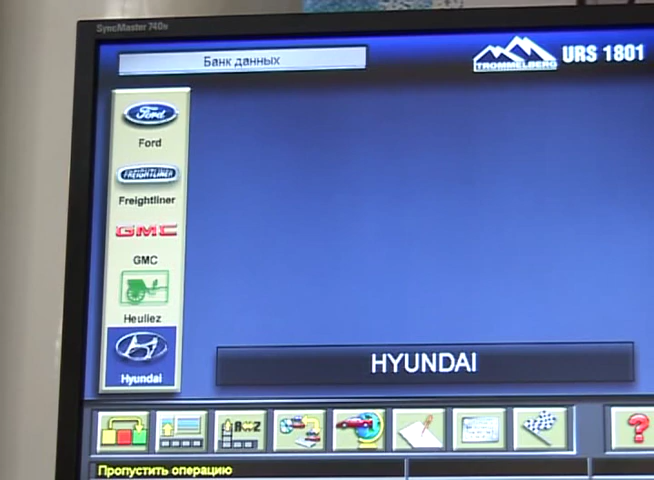 SyncMaster 740n
Банк данных
TROMMELBERG
URS 1801
Ford
Ford
FREIGHTLINER
Freightliner
GMC
GMC
Heuliez
Hyundai
HYUNDAI
?
Пропустить операцию